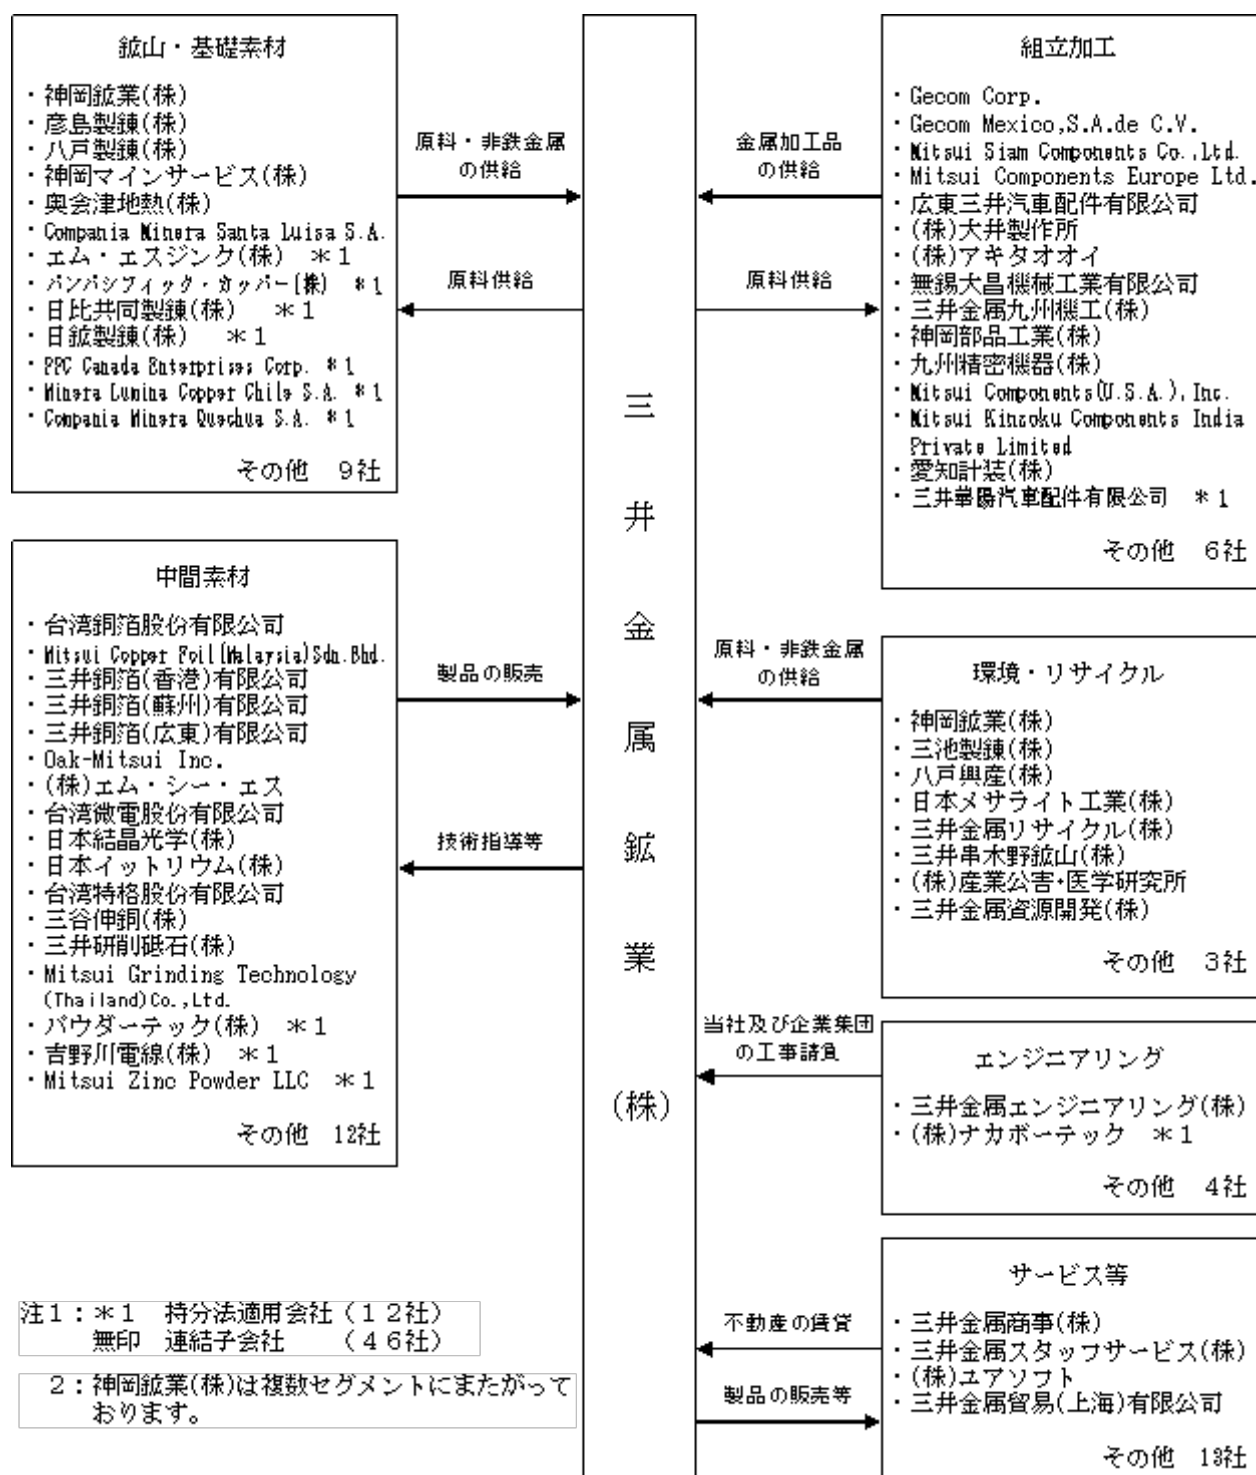 鉱山・基礎素材
・神岡鉱業(株)
・彦島製錬(株)
・八戸製錬(株)
・神岡マインサービス(株)
・奥会津地熱(株)
・Compania Minera Santa Luisa S.A.
・エム・エスジンク(株) ＊1
・パンパシフィック・カッパー(株) ＊1
・日比共同製錬(株) ＊1
・日鉱製錬(株) ＊1
・PPC Canada Enterprises Corp. ＊1
・Minera Lumina Copper Chile S.A. ＊1
・Compania Minera Quechua S.A. ＊1
その他 9社
原料・非鉄金属
の供給
原料供給
中間素材
・台湾銅箔股份有限公司
・Mitsui Copper Foil(Malaysia)Sdn.Bhd.
・三井銅箔(香港)有限公司
・三井銅箔(蘇州)有限公司
・三井銅箔(広東)有限公司
・Oak-Mitsui Inc.
・(株)エム・シー・エス
・台湾微電股份有限公司
・日本結晶光学(株)
・日本イットリウム(株)
・台湾特格股份有限公司
・三谷伸銅(株)
・三井研削砥石(株)
・Mitsui Grinding Technology
(Thailand)Co.,Ltd.
・パウダーテック(株) ＊1
・吉野川電線(株) ＊1
・Mitsui Zinc Powder LLC ＊1
その他 12社
製品の販売
技術指導等
三井金属鉱業(株)
金属加工品
の供給
原料供給
組立加工
・Gecom Corp.
・Gecom Mexico,S.A.de C.V.
・Mitsui Siam Components Co.,Ltd.
・Mitsui Components Europe Ltd.
・広東三井汽車配件有限公司
・(株)大井製作所
・(株)アキタオオイ
・無錫大昌機械工業有限公司
・三井金属九州機工(株)
・神岡部品工業(株)
・九州精密機器(株)
・Mitsui Components(U.S.A.),Inc.
・Mitsui Kinzoku Components India
Private Limited
・愛知計装(株)
・三井華陽汽車配件有限公司 ＊1
その他 6社
原料・非鉄金属
の供給
環境・リサイクル
・神岡鉱業(株)
・三池製錬(株)
・八戸興産(株)
・日本メサライト工業(株)
・三井金属リサイクル(株)
・三井串木野鉱山(株)
・(株)産業公害・医学研究所
・三井金属資源開発(株)
その他 3社
当社及び企業集団
の工事請負
エンジニアリング
・三井金属エンジニアリング(株)
・(株)ナカボーテック ＊1
その他 4社
不動産の賃貸
製品の販売等
サービス等
・三井金属商事(株)
・三井金属スタッフサービス(株)
・(株)ユアソフト
・三井金属貿易(上海)有限公司
その他 13社
注1：＊1 持分法適用会社（12社）
無印 連結子会社 （46社）
2：神岡鉱業(株)は複数セグメントにまたがって
おります。